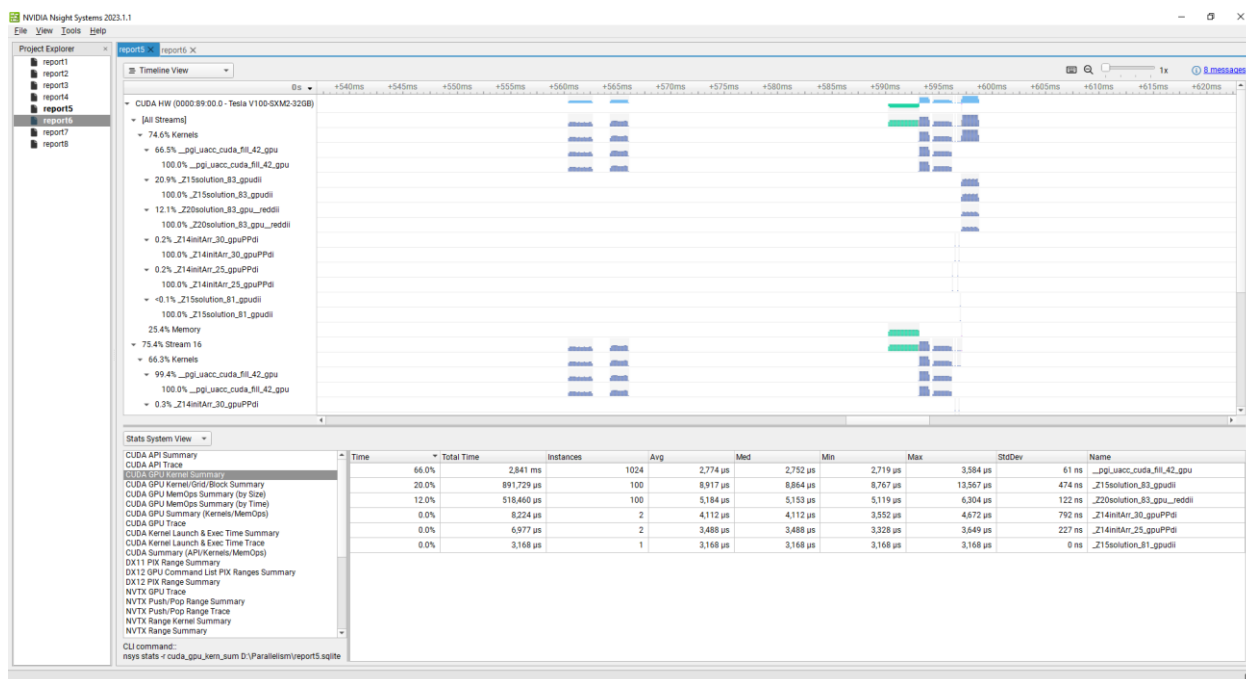 NVIDIA Nsight Systems 2023.1.1
File View Tools Help
Project Explorer ×
report1
report2
report3
report4
report5
report6
report7
report8
report5 × report6 ×
Timeline View
1x 8 messages
0s +540ms +545ms +550ms +555ms +560ms +565ms +570ms +575ms +580ms +585ms +590ms +595ms +600ms +605ms +610ms +615ms +620ms
CUDA HW (0000:89:00.0 - Tesla V100-SXM2-32GB)
[All Streams]
74.6% Kernels
66.5% __pgi_uacc_cuda_fill_42_gpu
100.0% __pgi_uacc_cuda_fill_42_gpu
20.9% _Z15solution_83_gpudii
100.0% _Z15solution_83_gpudii
12.1% _Z20solution_83_gpu__reddii
100.0% _Z20solution_83_gpu__reddii
0.2% _Z14initArr_30_gpuPPdi
100.0% _Z14initArr_30_gpuPPdi
0.2% _Z14initArr_25_gpuPPdi
100.0% _Z14initArr_25_gpuPPdi
<0.1% _Z15solution_81_gpudii
100.0% _Z15solution_81_gpudii
25.4% Memory
75.4% Stream 16
66.3% Kernels
99.4% __pgi_uacc_cuda_fill_42_gpu
100.0% __pgi_uacc_cuda_fill_42_gpu
0.3% _Z14initArr_30_gpuPPdi
Stats System View
CUDA API Summary
CUDA API Trace
CUDA GPU Kernel Summary
CUDA GPU Kernel/Grid/Block Summary
CUDA GPU MemOps Summary (by Size)
CUDA GPU MemOps Summary (by Time)
CUDA GPU Summary (Kernels/MemOps)
CUDA GPU Trace
CUDA Kernel Launch & Exec Time Summary
CUDA Kernel Launch & Exec Time Trace
CUDA Summary (API/Kernels/MemOps)
DX11 PIX Range Summary
DX12 GPU Command List PIX Ranges Summary
DX12 PIX Range Summary
NVTX GPU Trace
NVTX Push/Pop Range Summary
NVTX Push/Pop Range Trace
NVTX Range Kernel Summary
NVTX Range Summary
CLI command::
nsys stats -r cuda_gpu_kern_sum D:\Parallelism\report5.sqlite
Time Total Time Instances Avg Med Min Max StdDev Name
66.0% 2,841 ms 1024 2,774 μs 2,752 μs 2,719 μs 3,584 μs 61 ns __pgi_uacc_cuda_fill_42_gpu
20.0% 891,729 μs 100 8,917 μs 8,864 μs 8,767 μs 13,567 μs 474 ns _Z15solution_83_gpudii
12.0% 518,460 μs 100 5,184 μs 5,153 μs 5,119 μs 6,304 μs 122 ns _Z20solution_83_gpu__reddii
0.0% 8,224 μs 2 4,112 μs 4,112 μs 3,552 μs 4,672 μs 792 ns _Z14initArr_30_gpuPPdi
0.0% 6,977 μs 2 3,488 μs 3,488 μs 3,328 μs 3,649 μs 227 ns _Z14initArr_25_gpuPPdi
0.0% 3,168 μs 1 3,168 μs 3,168 μs 3,168 μs 3,168 μs 0 ns _Z15solution_81_gpudii